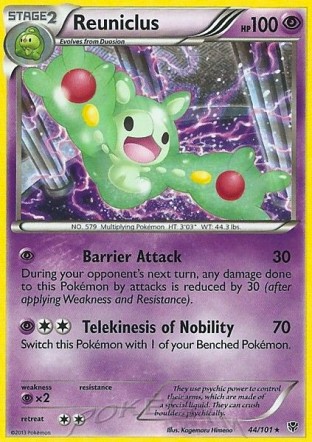 STAGE2
Reuniclus
HP100
Evolves from Duosion
NO. 579 Multiplying Pokémon HT: 3'03" WT: 44.3 lbs.
Barrier Attack 30
During your opponent's next turn, any damage done
to this Pokémon by attacks is reduced by 30 (after
applying Weakness and Resistance).
Telekinesis of Nobility 70
Switch this Pokémon with 1 of your Benched Pokémon.
weakness
resistance
×2
retreat
They use psychic power to control
their arms, which are made of
a special liquid. They can crush
boulders psychically.
©2013 Pokémon
Illus. Kagemaru Himeno
44/101★